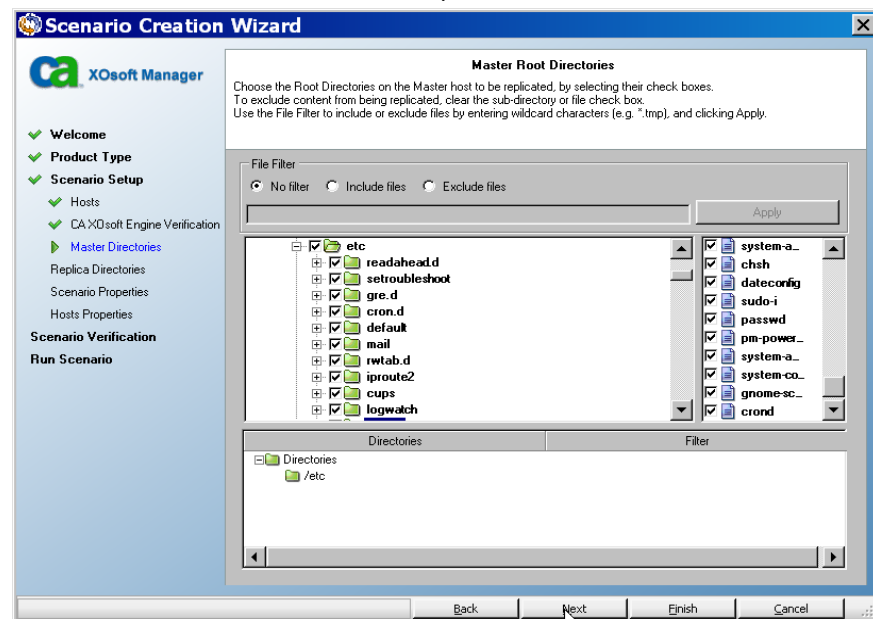 Scenario Creation Wizard
ca
XOsoft Manager
Welcome
Product Type
Scenario Setup
Hosts
CA XOsoft Engine Verification
Master Directories
Replica Directories
Scenario Properties
Hosts Properties
Scenario Verification
Run Scenario
Master Root Directories
Choose the Root Directories on the Master host to be replicated, by selecting their check boxes.
To exclude content from being replicated, clear the sub-directory or file check box.
Use the File Filter to include or exclude files by entering wildcard characters (e.g. *.tmp), and clicking Apply.
File Filter
No filter Include files Exclude files
Apply
etc
readahead.d
setroubleshoot
gre.d
cron.d
default
mail
rwtab.d
iproute2
cups
logwatch
system-a...
chsh
dateconfig
sudo-i
passwd
pm-power...
system-a...
system-co...
gnome-sc...
crond
Directories Filter
Directories
/etc
Back Next Finish Cancel